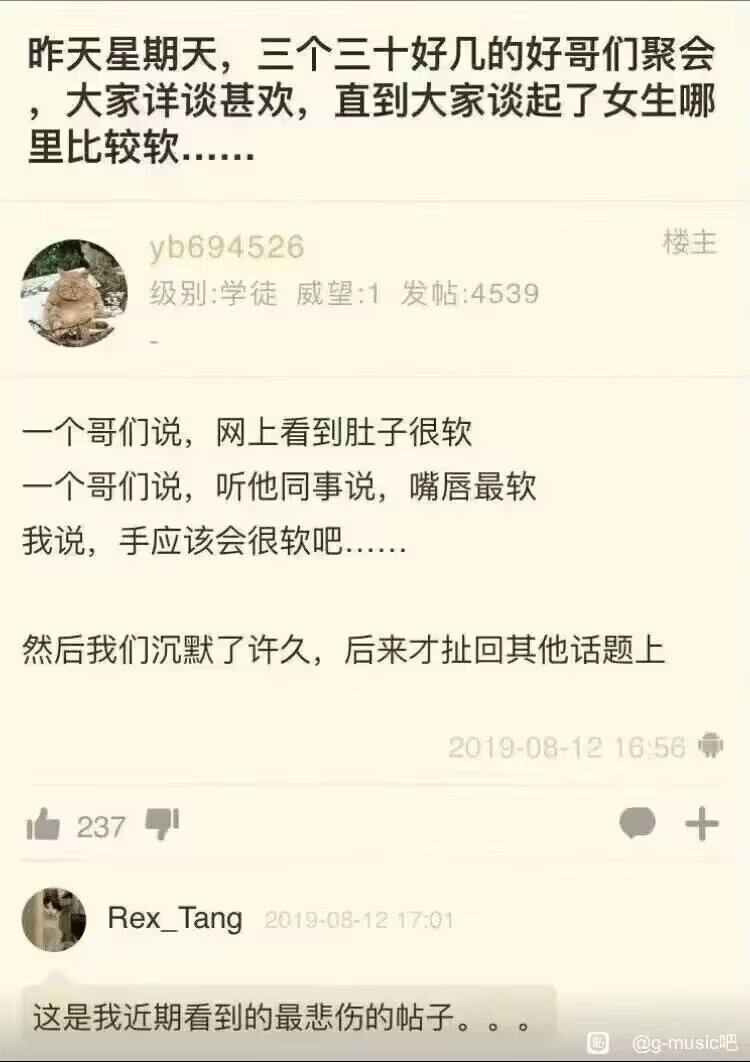 昨天星期天，三个三十好几的好哥们聚会
，大家详谈甚欢，直到大家谈起了女生哪
里比较软……
yb694526
楼主
级别:学徒 威望:1 发帖:4539
-
一个哥们说，网上看到肚子很软
一个哥们说，听他同事说，嘴唇最软
我说，手应该会很软吧……
然后我们沉默了许久，后来才扯回其他话题上
2019-08-12 16:56
237
Rex_Tang 2019-08-12 17:01
这是我近期看到的最悲伤的帖子。。。
贴 @g-music吧